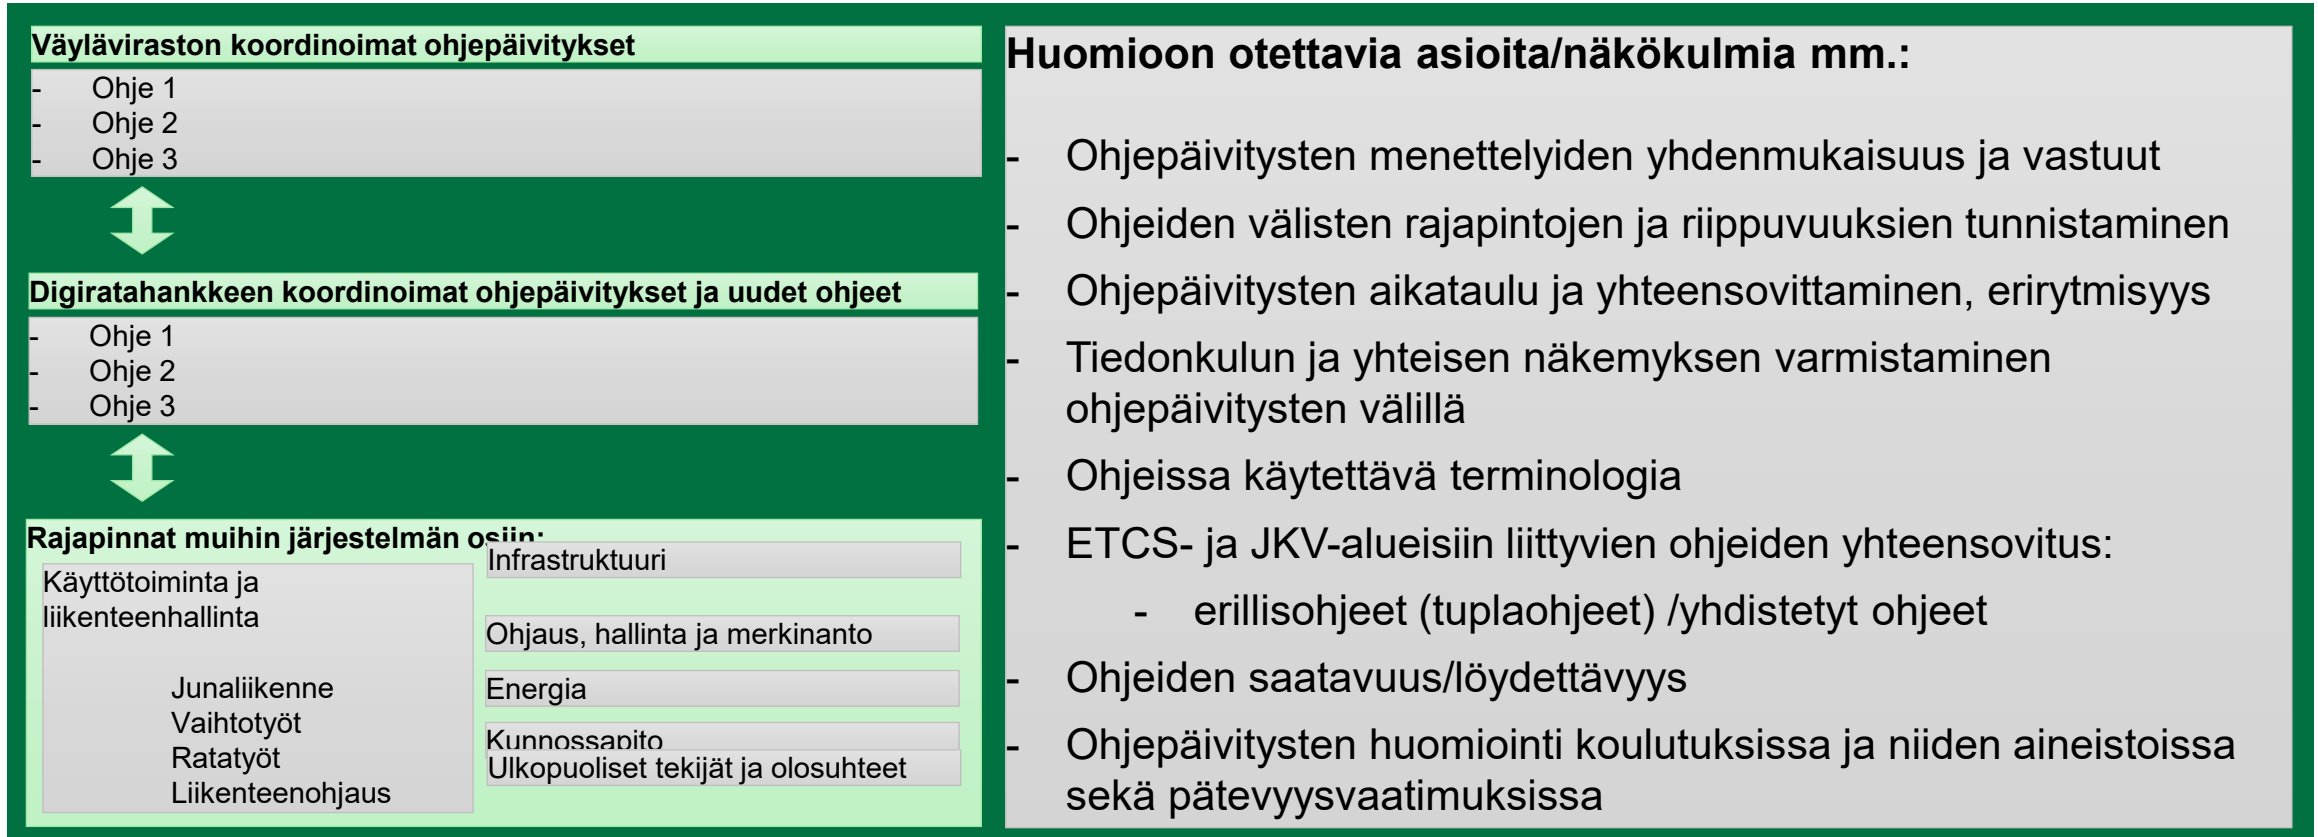 Väyläviraston koordinoimat ohjepäivitykset
- Ohje 1
- Ohje 2
- Ohje 3
Digiratahankkeen koordinoimat ohjepäivitykset ja uudet ohjeet
- Ohje 1
- Ohje 2
- Ohje 3
Rajapinnat muihin järjestelmän osiin:
Käyttötoiminta ja
liikenteenhallinta
Junaliikenne
Vaihtotyöt
Ratatyöt
Liikenteenohjaus
Infrastruktuuri
Ohjaus, hallinta ja merkinanto
Energia
Kunnossapito
Ulkopuoliset tekijät ja olosuhteet
Huomioon otettavia asioita/näkökulmia mm.:
- Ohjepäivitysten menettelyiden yhdenmukaisuus ja vastuut
- Ohjeiden välisten rajapintojen ja riippuvuuksien tunnistaminen
- Ohjepäivitysten aikataulu ja yhteensovittaminen, erirytmisyys
- Tiedonkulun ja yhteisen näkemyksen varmistaminen
ohjepäivitysten välillä
- Ohjeissa käytettävä terminologia
- ETCS- ja JKV-alueisiin liittyvien ohjeiden yhteensovitus:
- erillisohjeet (tuplaohjeet) /yhdistetyt ohjeet
- Ohjeiden saatavuus/löydettävyys
- Ohjepäivitysten huomiointi koulutuksissa ja niiden aineistoissa
sekä pätevyysvaatimuksissa